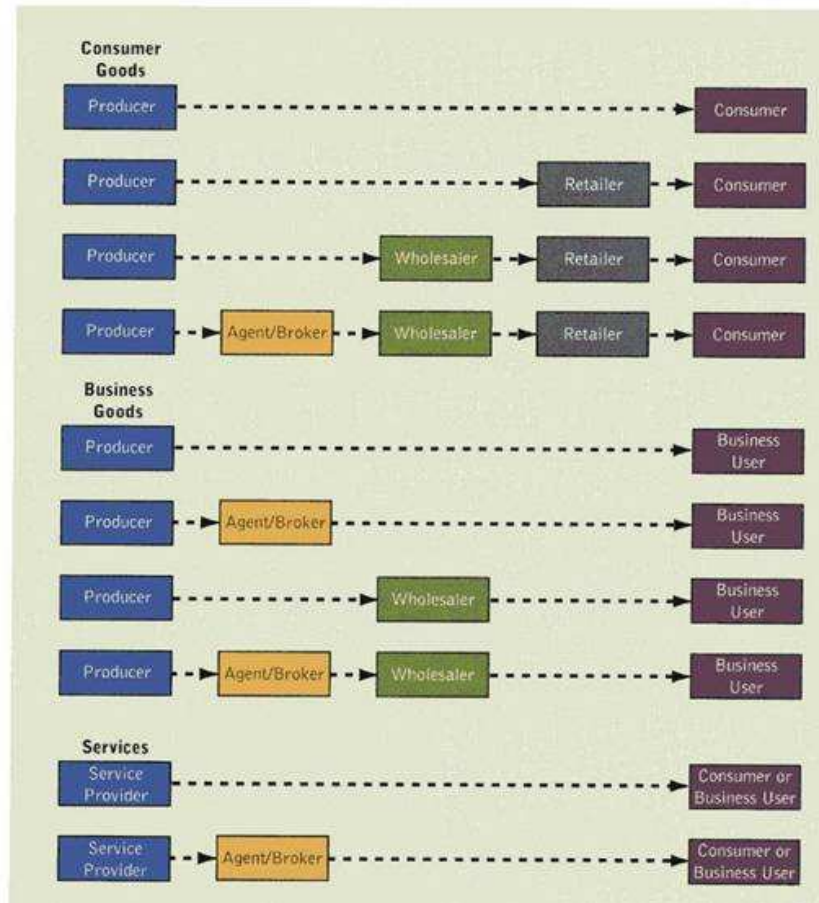 Consumer
Goods
Producer
Consumer
Producer
Retailer
Consumer
Producer
Wholesaler
Retailer
Consumer
Producer
Agent/Broker
Wholesaler
Retailer
Consumer
Business
Goods
Producer
Business
User
Producer
Agent/Broker
Business
User
Producer
Wholesaler
Business
User
Producer
Agent/Broker
Wholesaler
Business
User
Services
Service
Provider
Consumer or
Business User
Service
Provider
Agent/Broker
Consumer or
Business User